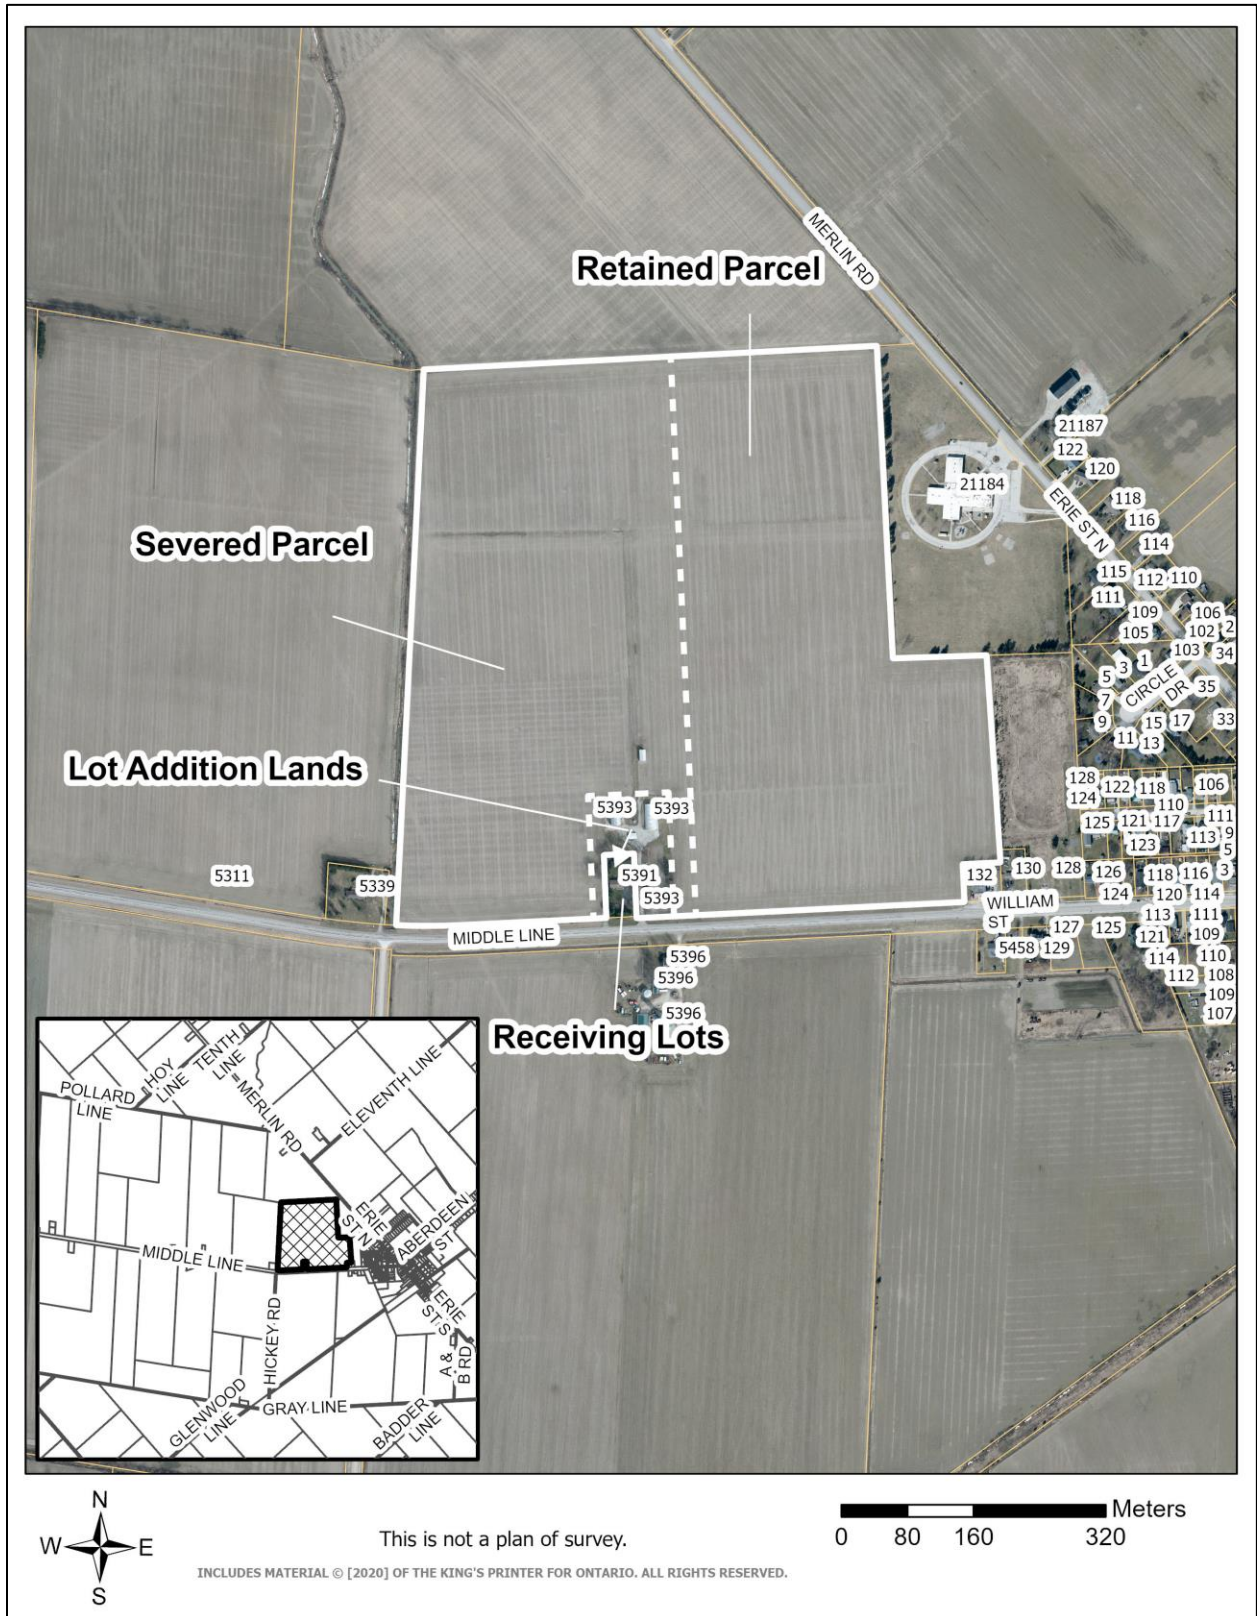 MERLIN RD
Retained Parcel
21187
122
120
21184
118
ERIE ST N
116
114
Severed Parcel
115
112
110
111
109
106
105
102
2
103
34
1
3
5
CIRCLE
DR
35
7
9
15
17
33
11
13
Lot Addition Lands
128
122
118
106
124
110
5393
5393
125
121
117
111
113
9
123
5
5311
5339
5391
132
130
128
126
118
116
3
5393
WILLIAM
ST
124
120
114
MIDDLE LINE
113
111
127
125
121
109
5458
129
5396
114
110
5396
112
108
109
5396
107
Receiving Lots
TENTH
LINE
HOY
LINE
ELEVENTH LINE
POLLARD
LINE
MERLIN RD
ERIE
ST N
ABERDEEN
ST
MIDDLE LINE
HICKEY RD
ERIE
ST S
A &
B RD
GLENWOOD
LINE
GRAY LINE
BADDER
LINE
N
W E
S
This is not a plan of survey.
INCLUDES MATERIAL © [2020] OF THE KING'S PRINTER FOR ONTARIO. ALL RIGHTS RESERVED.
Meters
0 80 160 320